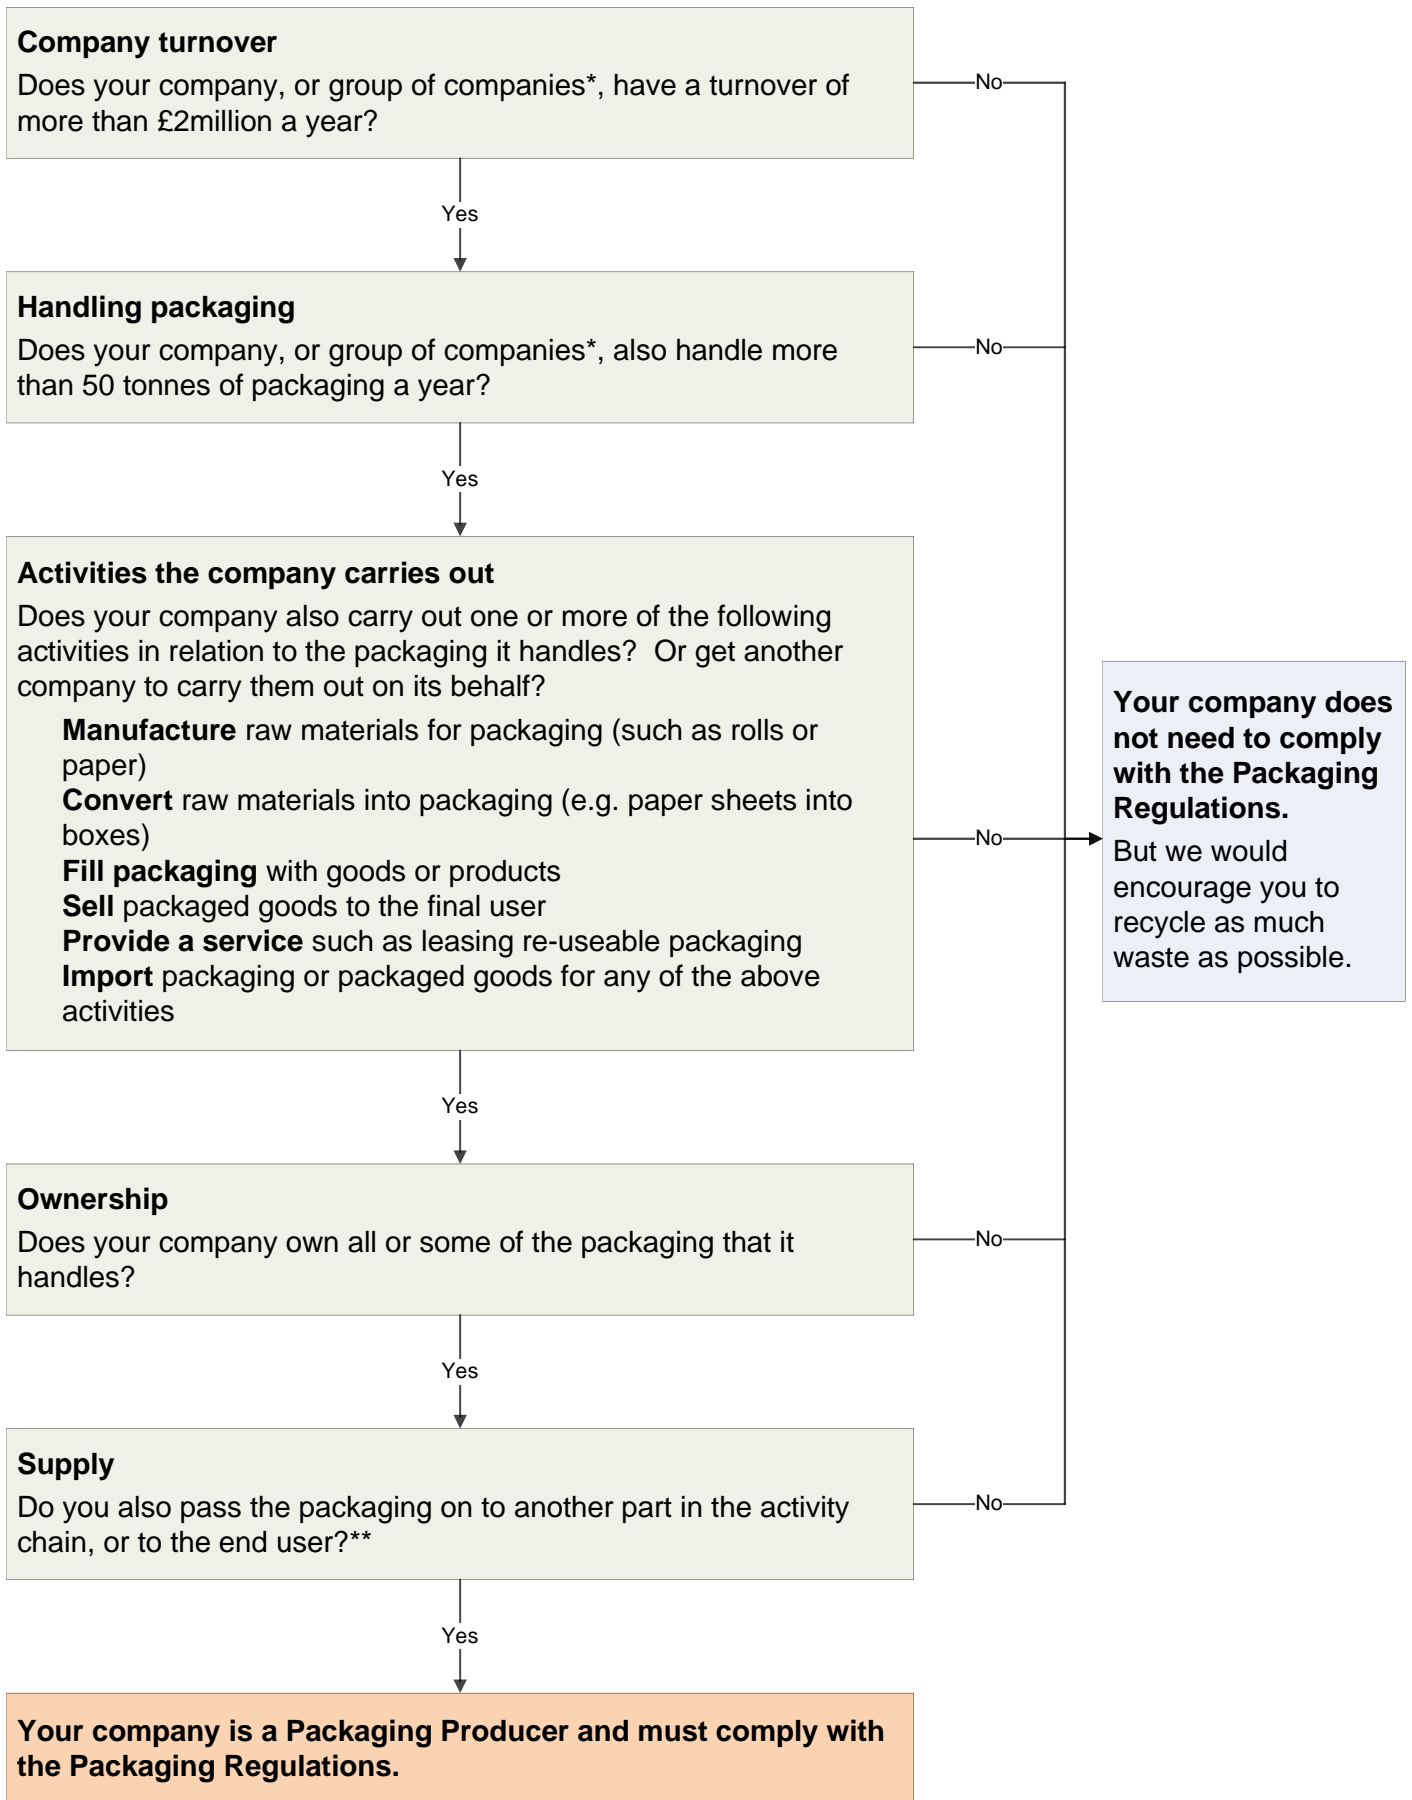 Company turnover
Does your company, or group of companies*, have a turnover of
more than £2million a year?
No
Yes
Handling packaging
Does your company, or group of companies*, also handle more
than 50 tonnes of packaging a year?
No
Yes
Activities the company carries out
Does your company also carry out one or more of the following
activities in relation to the packaging it handles?  Or get another
company to carry them out on its behalf?
Manufacture raw materials for packaging (such as rolls or
paper)
Convert raw materials into packaging (e.g. paper sheets into
boxes)
Fill packaging with goods or products
Sell packaged goods to the final user
Provide a service such as leasing re-useable packaging
Import packaging or packaged goods for any of the above
activities
No
Your company does
not need to comply
with the Packaging
Regulations.
But we would
encourage you to
recycle as much
waste as possible.
Yes
Ownership
Does your company own all or some of the packaging that it
handles?
No
Yes
Supply
Do you also pass the packaging on to another part in the activity
chain, or to the end user?**
No
Yes
Your company is a Packaging Producer and must comply with
the Packaging Regulations.